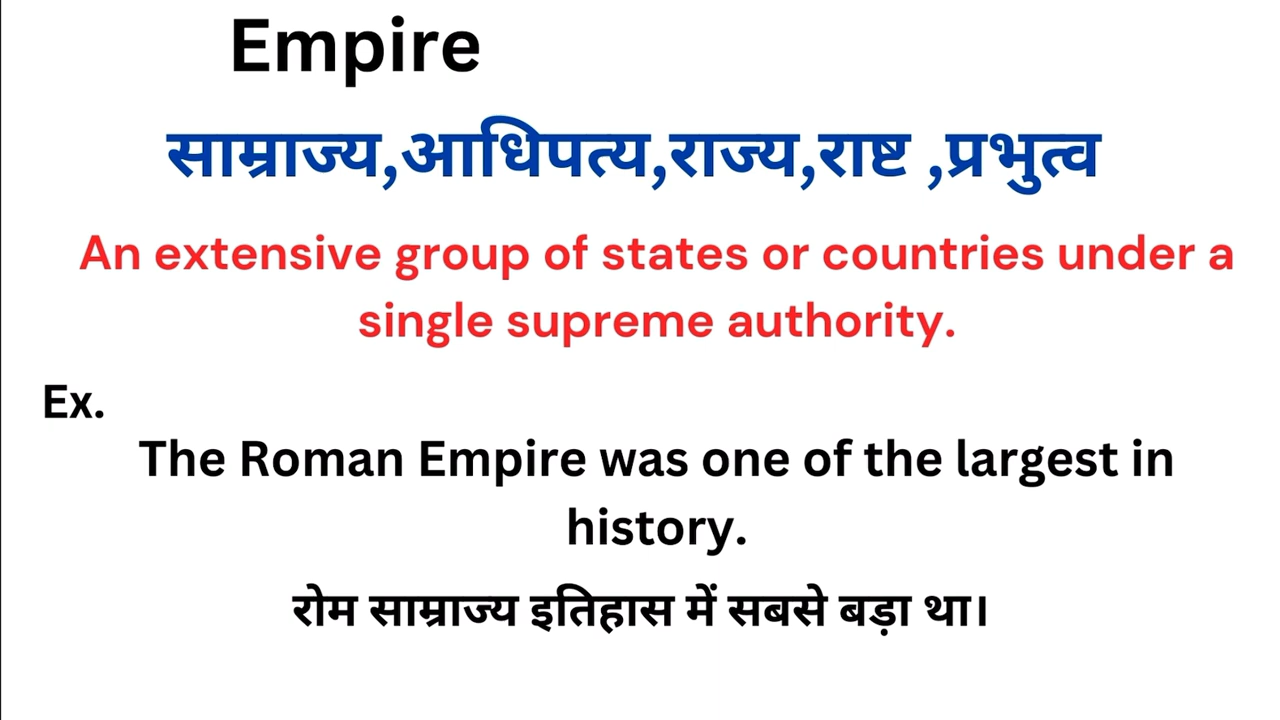 Empire
साम्राज्य,आधिपत्य,राज्य,राष्ट ,प्रभुत्व
An extensive group of states or countries under a
single supreme authority.
Ex.
The Roman Empire was one of the largest in
history.
रोम साम्राज्य इतिहास में सबसे बड़ा था।